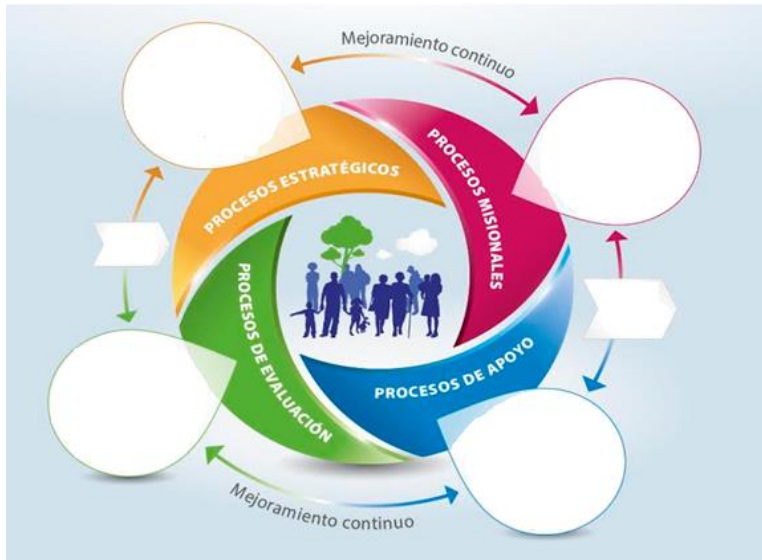 Mejoramiento continuo
PROCESOS ESTRATÉGICOS
PROCESOS MISIONALES
PROCESOS DE EVALUACIÓN
PROCESOS DE APOYO
Mejoramiento continuo